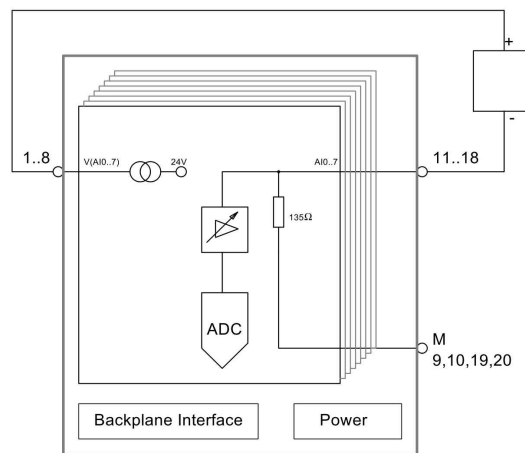 +
-
1..8
V(AI0..7)
24V
AI0..7
11..18
135Ω
ADC
M
9,10,19,20
Backplane Interface
Power